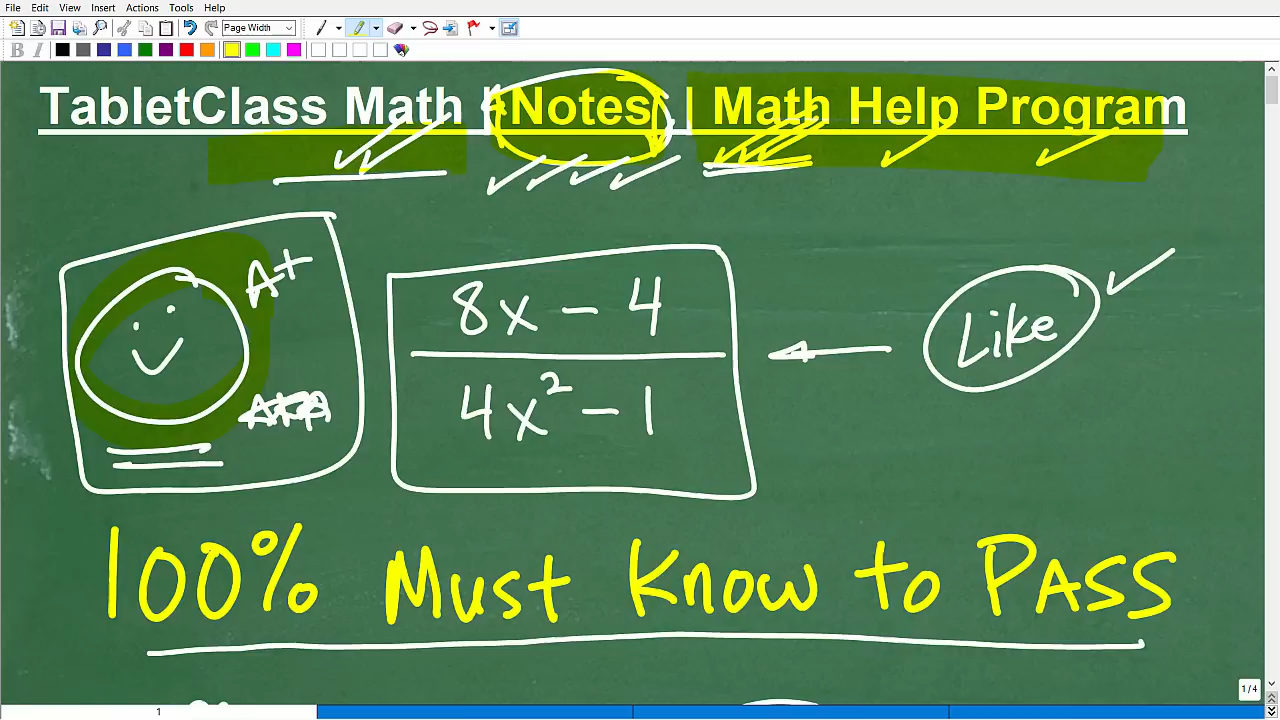 File Edit View Insert Actions Tools Help
Page Width
B I
TabletClass Math | Notes | Math Help Program
A+
8x - 4
4x² - 1
Like
100% Must Know to PASS
1/4
1